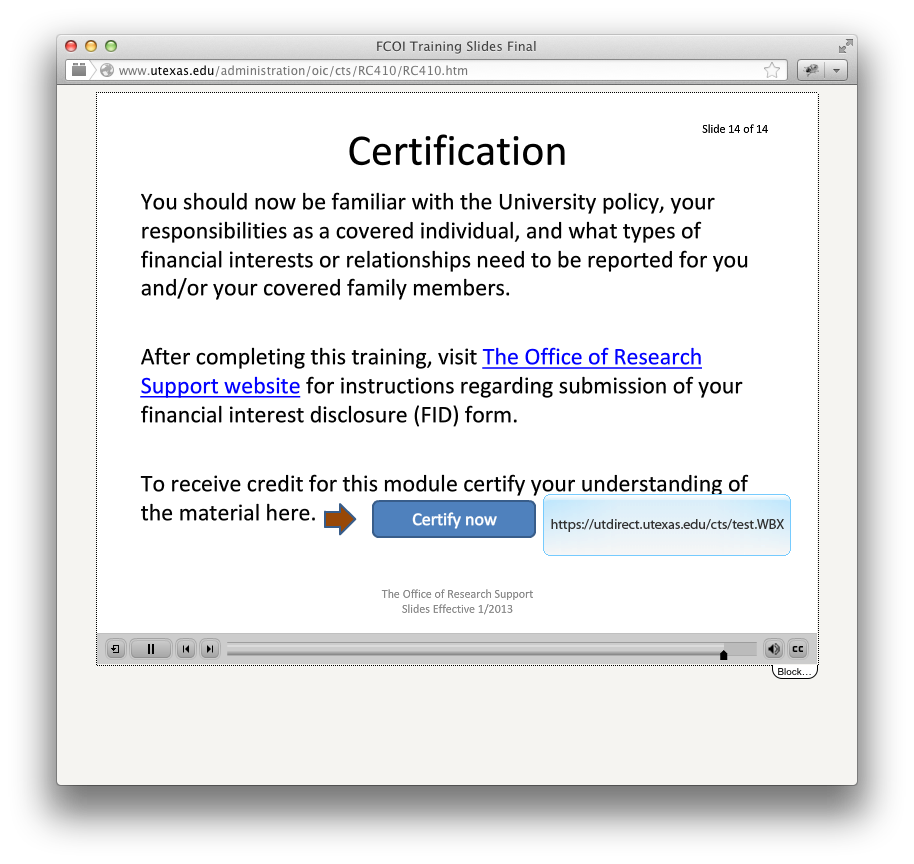 FCOI Training Slides Final
www.utexas.edu/administration/oic/cts/RC410/RC410.htm
Slide 14 of 14
Certification
You should now be familiar with the University policy, your
responsibilities as a covered individual, and what types of
financial interests or relationships need to be reported for you
and/or your covered family members.
After completing this training, visit The Office of Research
Support website for instructions regarding submission of your
financial interest disclosure (FID) form.
To receive credit for this module certify your understanding of
the material here.
Certify now
https://utdirect.utexas.edu/cts/test.WBX
The Office of Research Support
Slides Effective 1/2013
CC
Block...